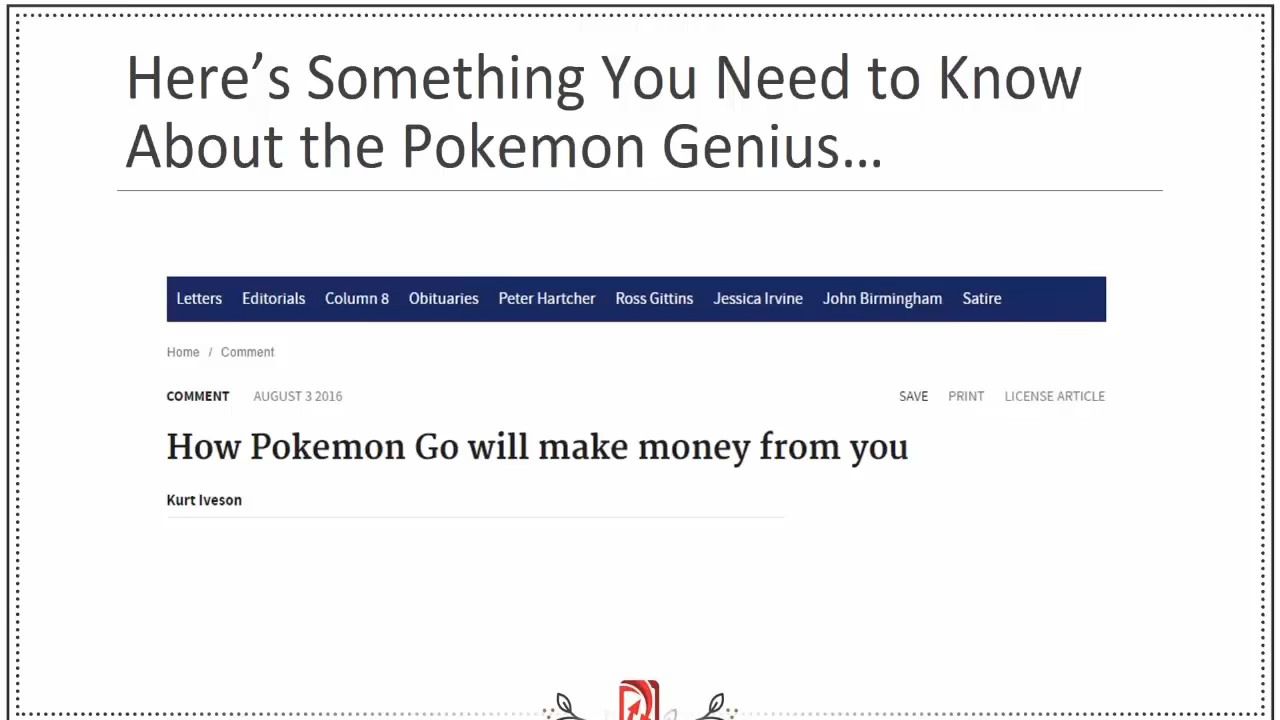 Here’s Something You Need to Know
About the Pokemon Genius...
Letters Editorials Column 8 Obituaries Peter Hartcher Ross Gittins Jessica Irvine John Birmingham Satire
Home / Comment
COMMENT AUGUST 3 2016 SAVE PRINT LICENSE ARTICLE
How Pokemon Go will make money from you
Kurt Iveson